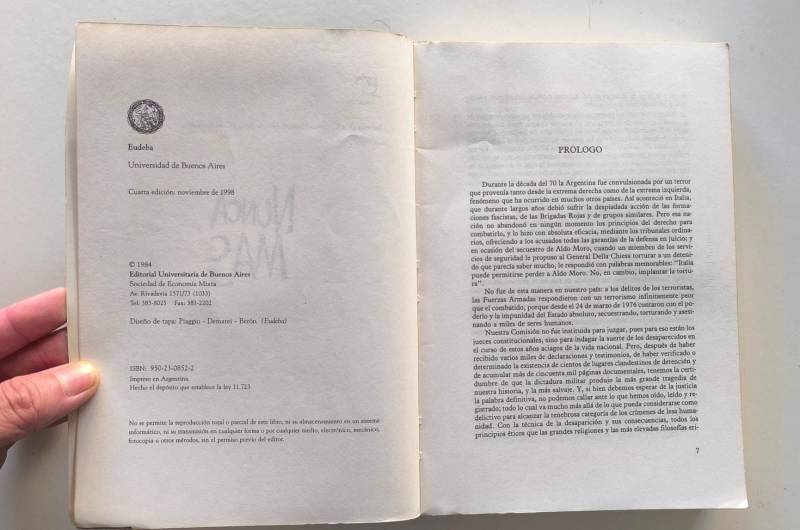 Eudeba
Universidad de Buenos Aires
Cuarta edición: noviembre de 1998
© 1984
Editorial Universitaria de Buenos Aires
Sociedad de Economía Mixta
Av. Rivadavia 1571/73 (1033)
Tel: 383-8025 Fax: 383-2202
Diseño de tapa: Piaggio - Demarei - Berón. (Eudeba)
ISBN: 950-23-0852-2
Impreso en Argentina
Hecho el depósito que establece la ley 11.723
No se permite la reproducción total o parcial de este libro, ni su almacenamiento en un sistema
informático, ni su transmisión en cualquier forma o por cualquier medio, electrónico, mecánico,
fotocopia u otros métodos, sin el permiso previo del editor.
PROLOGO
Durante la década del 70 la Argentina fue convulsionada por un terror
que provenía tanto desde la extrema derecha como de la extrema izquierda,
fenómeno que ha ocurrido en muchos otros países. Así aconteció en Italia,
que durante largos años debió sufrir la despiadada acción de las forma-
ciones fascistas, de las Brigadas Rojas y de grupos similares. Pero esa na-
ción no abandonó en ningún momento los principios del derecho para
combatirlo, y lo hizo con absoluta eficacia, mediante los tribunales ordina-
rios, ofreciendo a los acusados todas las garantías de la defensa en juicio; y
en ocasión del secuestro de Aldo Moro, cuando un miembro de los ser-
vicios de seguridad le propuso al General Della Chiesa torturar a un deteni-
do que parecía saber mucho, le respondió con palabras memorables: "Italia
puede permitirse perder a Aldo Moro. No, en cambio, implantar la tortu-
ra".
No fue de esta manera en nuestro país: a los delitos de los terroristas,
las Fuerzas Armadas respondieron con un terrorismo infinitamente peor
que el combatido, porque desde el 24 de marzo de 1976 contaron con el po-
derío y la impunidad del Estado absoluto, secuestrando, torturando y asesi-
nando a miles de seres humanos.
Nuestra Comisión no fue instituida para juzgar, pues para eso están los
jueces constitucionales, sino para indagar la suerte de los desaparecidos en
el curso de estos años aciagos de la vida nacional. Pero, después de haber
recibido varios miles de declaraciones y testimonios, de haber verificado o
determinado la existencia de cientos de lugares clandestinos de detención y
de acumular más de cincuenta mil páginas documentales, tenemos la certi-
dumbre de que la dictadura militar produjo la más grande tragedia de
nuestra historia, y la más salvaje. Y, si bien debemos esperar de la justicia
la palabra definitiva, no podemos callar ante lo que hemos oído, leído y re-
gistrado; todo lo cual va mucho más allá de lo que pueda considerarse como
delictivo para alcanzar la tenebrosa categoría de los crímenes de lesa huma-
nidad. Con la técnica de la desaparición y sus consecuencias, todos los
principios éticos que las grandes religiones y las más elevadas filosofías eri-
7